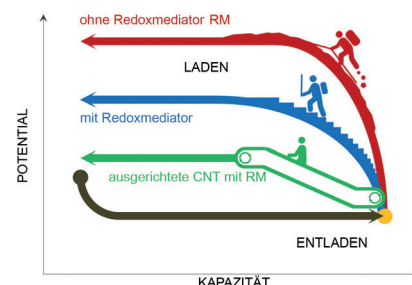 ohne Redoxmediator RM
LADEN
mit Redoxmediator
ausgerichtete CNT mit RM
ENTLADEN
POTENTIAL
KAPAZITÄT